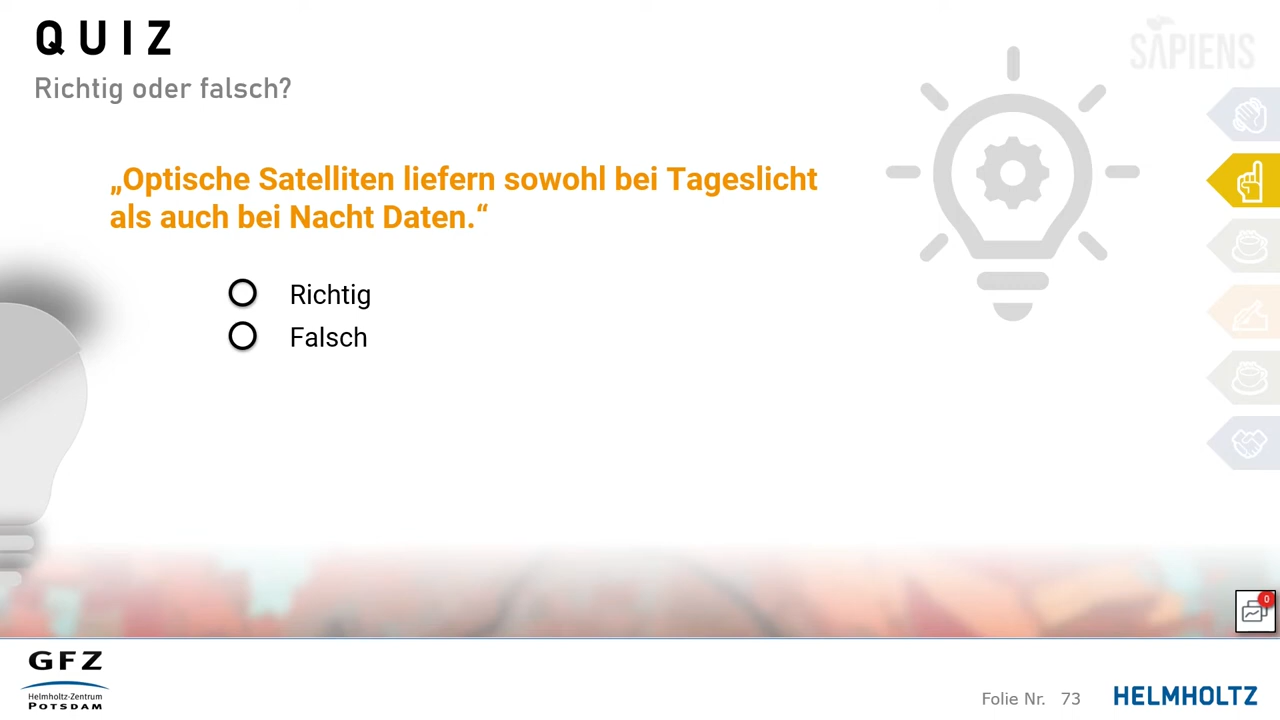 QUIZ
SAPIENS
Richtig oder falsch?
„Optische Satelliten liefern sowohl bei Tageslicht
als auch bei Nacht Daten.“
Richtig
Falsch
0
GFZ
Helmholtz-Zentrum
POTSDAM
Folie Nr. 73
HELMHOLTZ